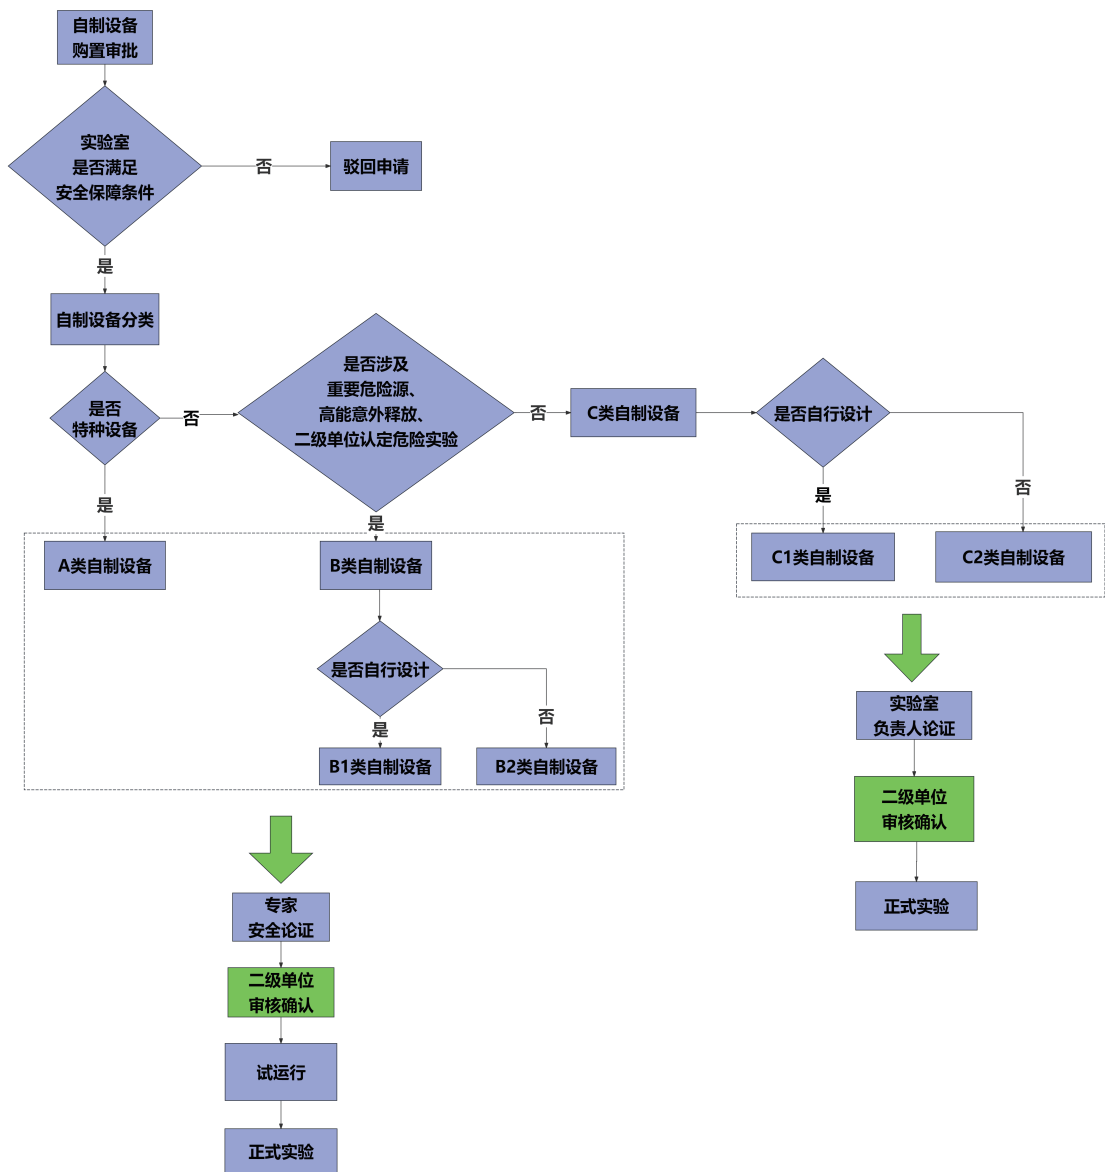 自制设备
购置审批
实验室
是否满足
安全保障条件
否
驳回申请
是
自制设备分类
是否
特种设备
否
是否涉及
重要危险源、
高能意外释放、
二级单位认定危险实验
否
C类自制设备
是否自行设计
是
否
是
是
A类自制设备
B类自制设备
C1类自制设备
C2类自制设备
是否自行设计
是
否
B1类自制设备
B2类自制设备
实验室
负责人论证
二级单位
审核确认
正式实验
专家
安全论证
二级单位
审核确认
试运行
正式实验